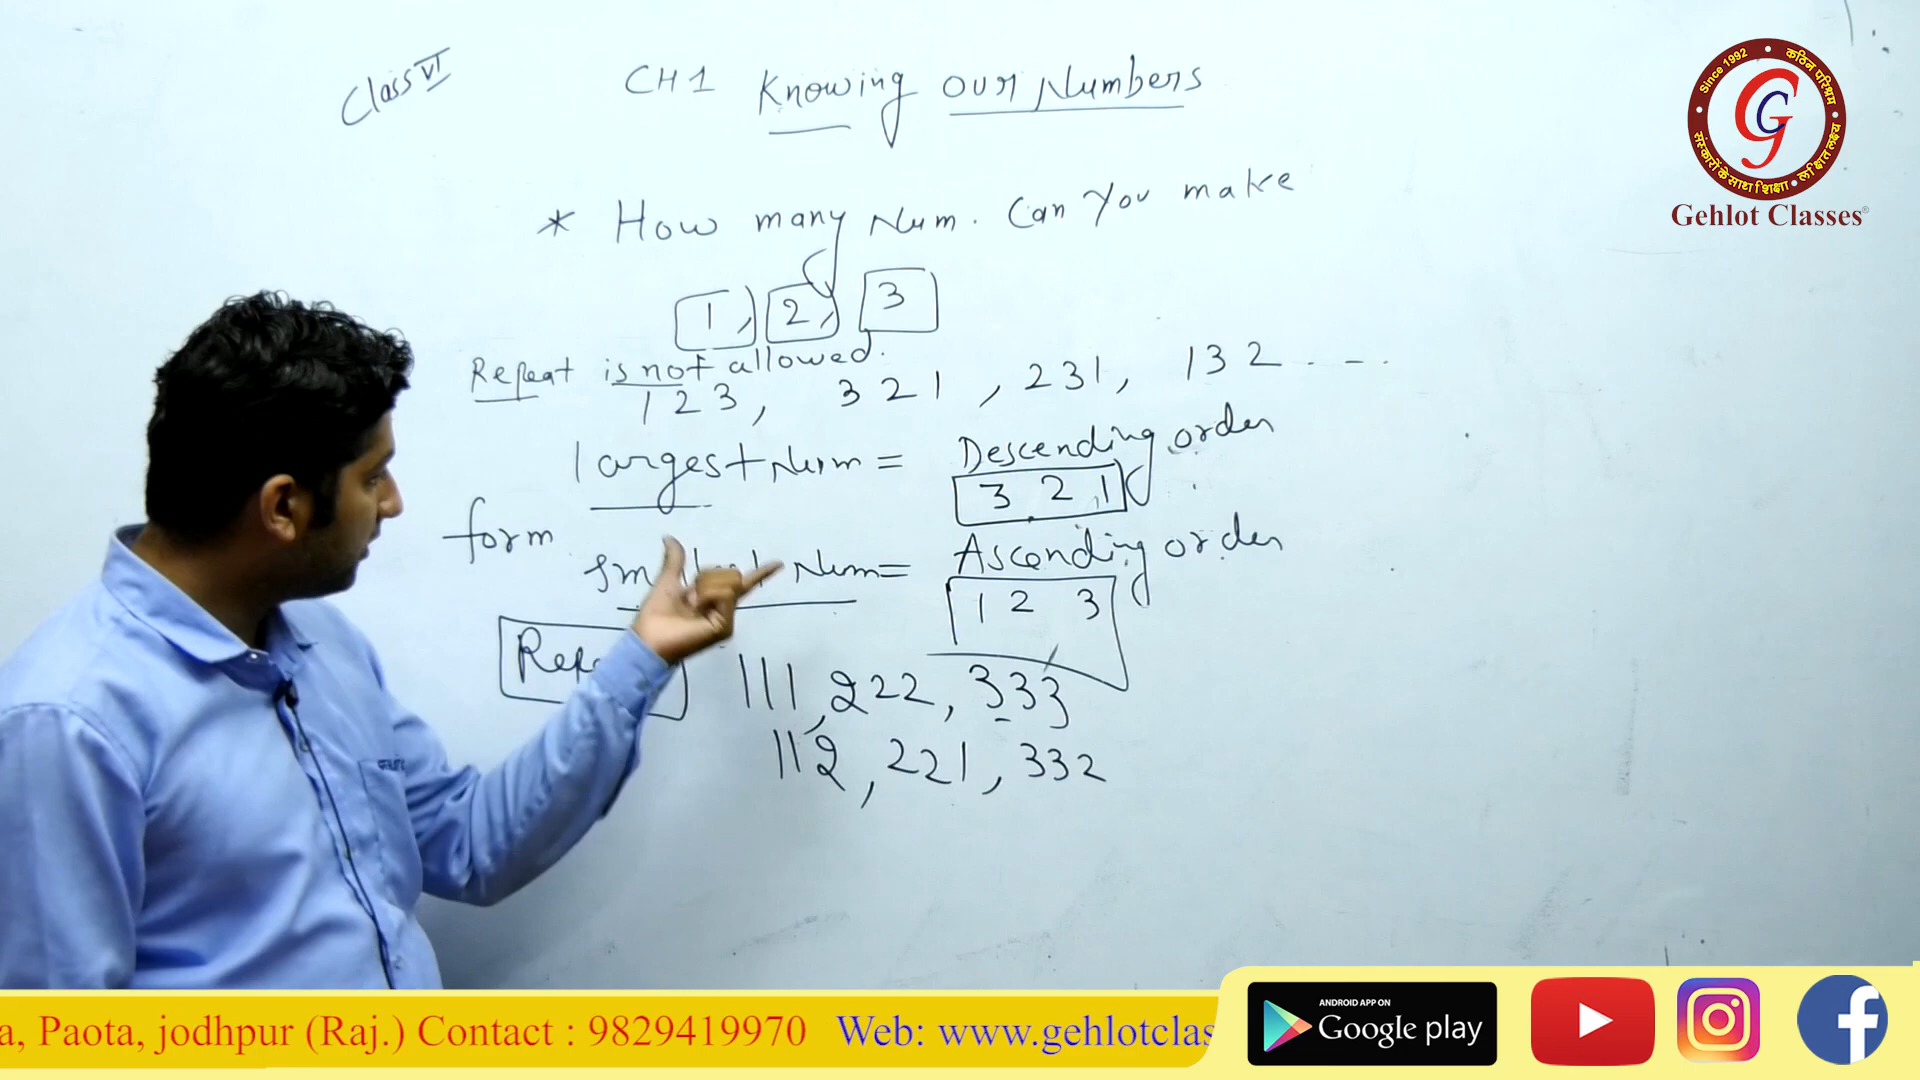 Class VI
CH 1 Knowing our Numbers
* How many Num. Can You make
1, 2, 3
Repeat is not allowed.
123, 321, 231, 132 . - - .
largest Num = Descending order
3 2 1
form
Num = Ascending order
1 2 3
111, 222, 333
112, 221, 332
Since 1992
कठिन परिश्रम
संस्कारों के साथ शिक्षा
G
Gehlot Classes®
a, Paota, jodhpur (Raj.) Contact : 9829419970 Web: www.gehlotclas
ANDROID APP ON
Google play
f